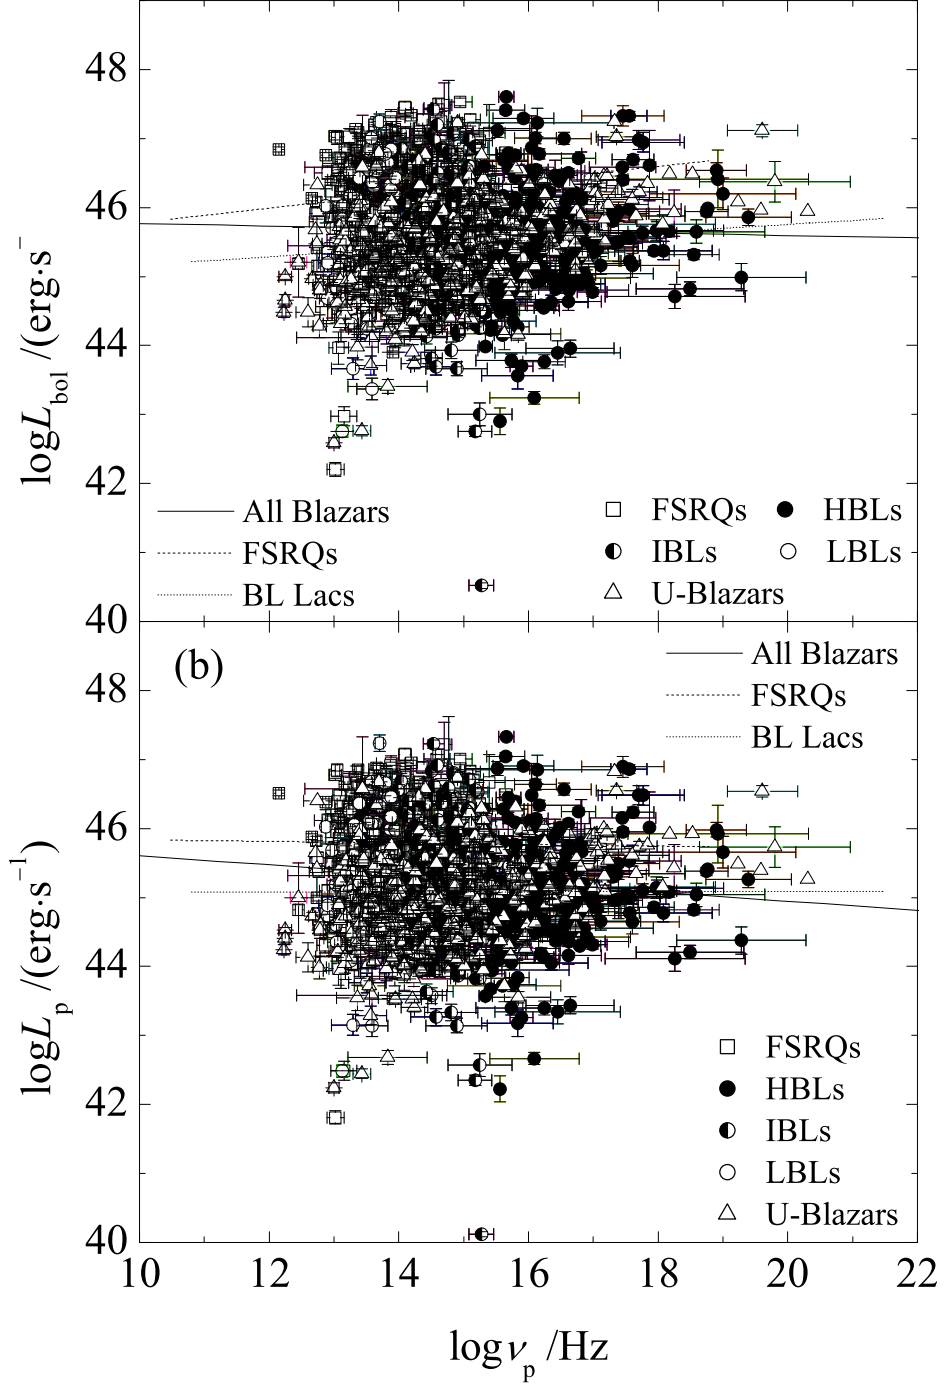 48
46
44
42
40
logL_bol /(erg·s⁻
All Blazars
FSRQs
BL Lacs
FSRQs HBLs
IBLs LBLs
U-Blazars
(b)
All Blazars
FSRQs
BL Lacs
48
46
44
42
40
logL_p /(erg·s⁻¹)
FSRQs
HBLs
IBLs
LBLs
U-Blazars
10 12 14 16 18 20 22
logν_p /Hz